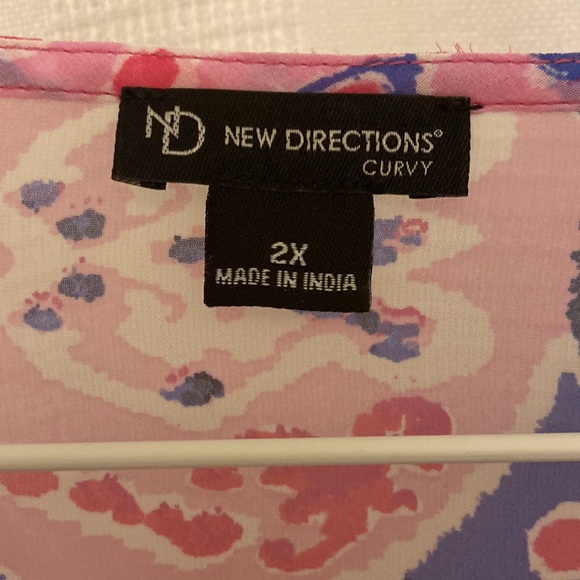 ND NEW DIRECTIONS®
CURVY
2X
MADE IN INDIA